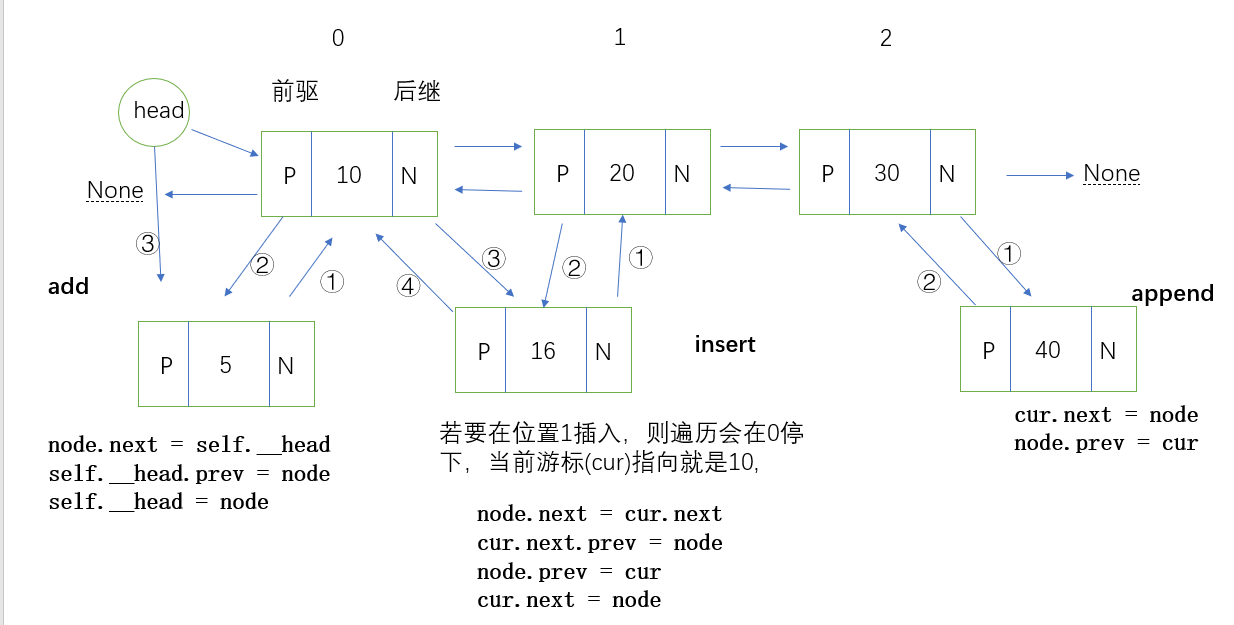 0 1 2
前驱 后继
head
P 10 N P 20 N P 30 N
None None
③
② ① ④ ③ ② ① ② ①
add
append
P 5 N P 16 N P 40 N
insert
cur.next = node
node.prev = cur
node.next = self.__head
self.__head.prev = node
self.__head = node
若要在位置1插入，则遍历会在0停
下，当前游标(cur)指向就是10,
node.next = cur.next
cur.next.prev = node
node.prev = cur
cur.next = node